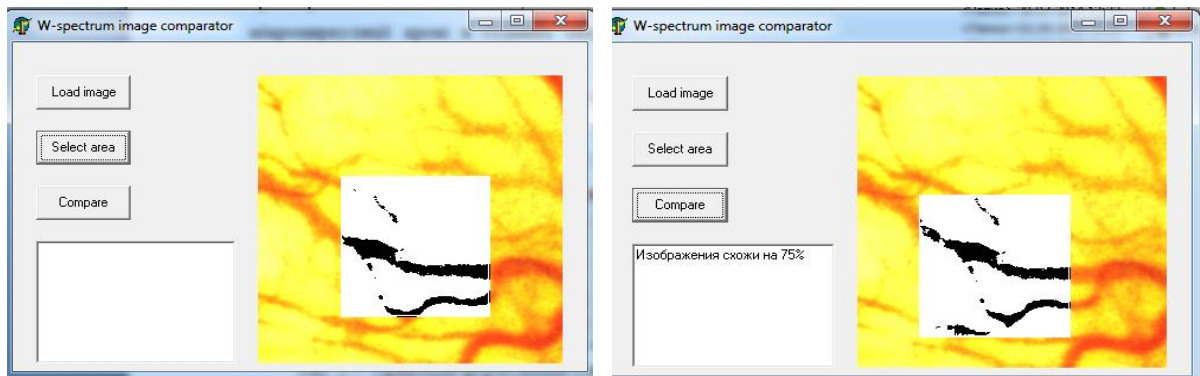 W-spectrum image comparator
Load image
Select area
Compare
W-spectrum image comparator
Load image
Select area
Compare
Изображения схожи на 75%